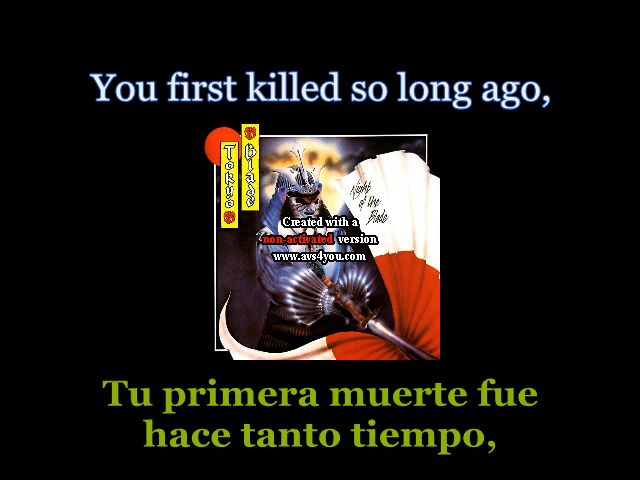 You first killed so long ago,
Tokyo
Blade
Night
of the
Blade
Created with a
non-activated version
www.avs4you.com
Tu primera muerte fue
hace tanto tiempo,